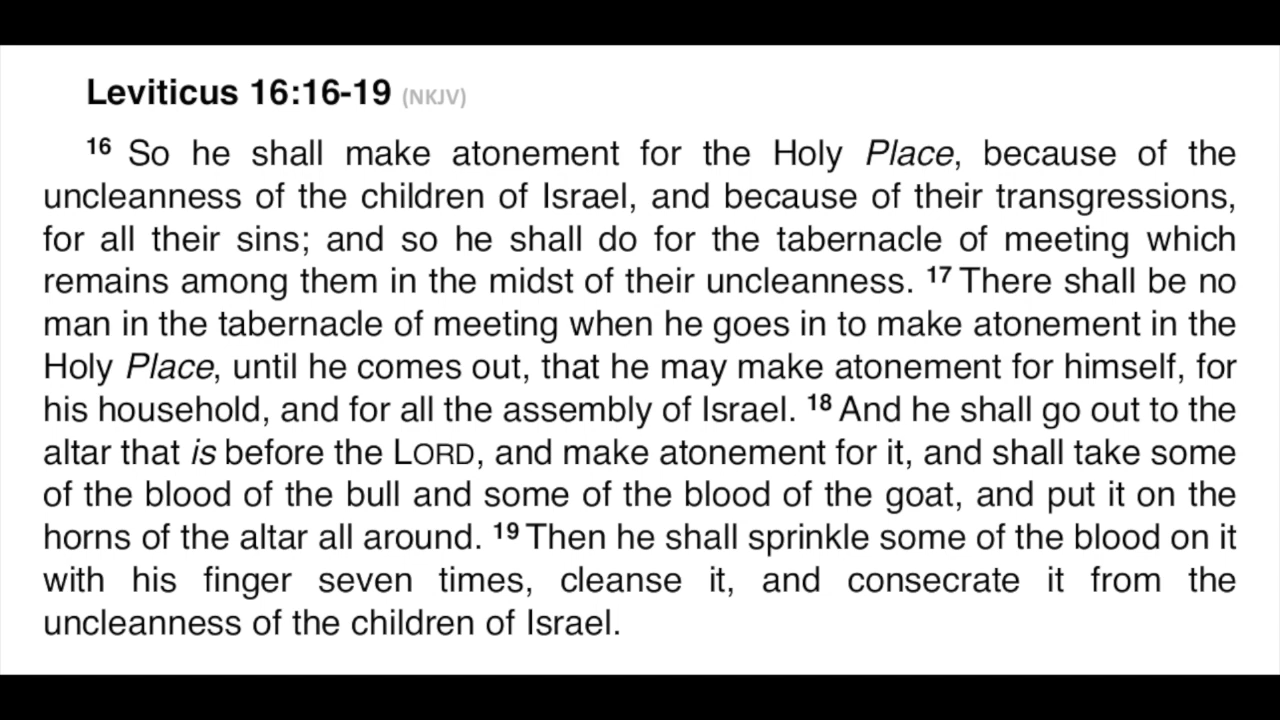 Leviticus 16:16-19 (NKJV)
16 So he shall make atonement for the Holy Place, because of the
uncleanness of the children of Israel, and because of their transgressions,
for all their sins; and so he shall do for the tabernacle of meeting which
remains among them in the midst of their uncleanness. 17 There shall be no
man in the tabernacle of meeting when he goes in to make atonement in the
Holy Place, until he comes out, that he may make atonement for himself, for
his household, and for all the assembly of Israel. 18 And he shall go out to the
altar that is before the LORD, and make atonement for it, and shall take some
of the blood of the bull and some of the blood of the goat, and put it on the
horns of the altar all around. 19 Then he shall sprinkle some of the blood on it
with his finger seven times, cleanse it, and consecrate it from the
uncleanness of the children of Israel.